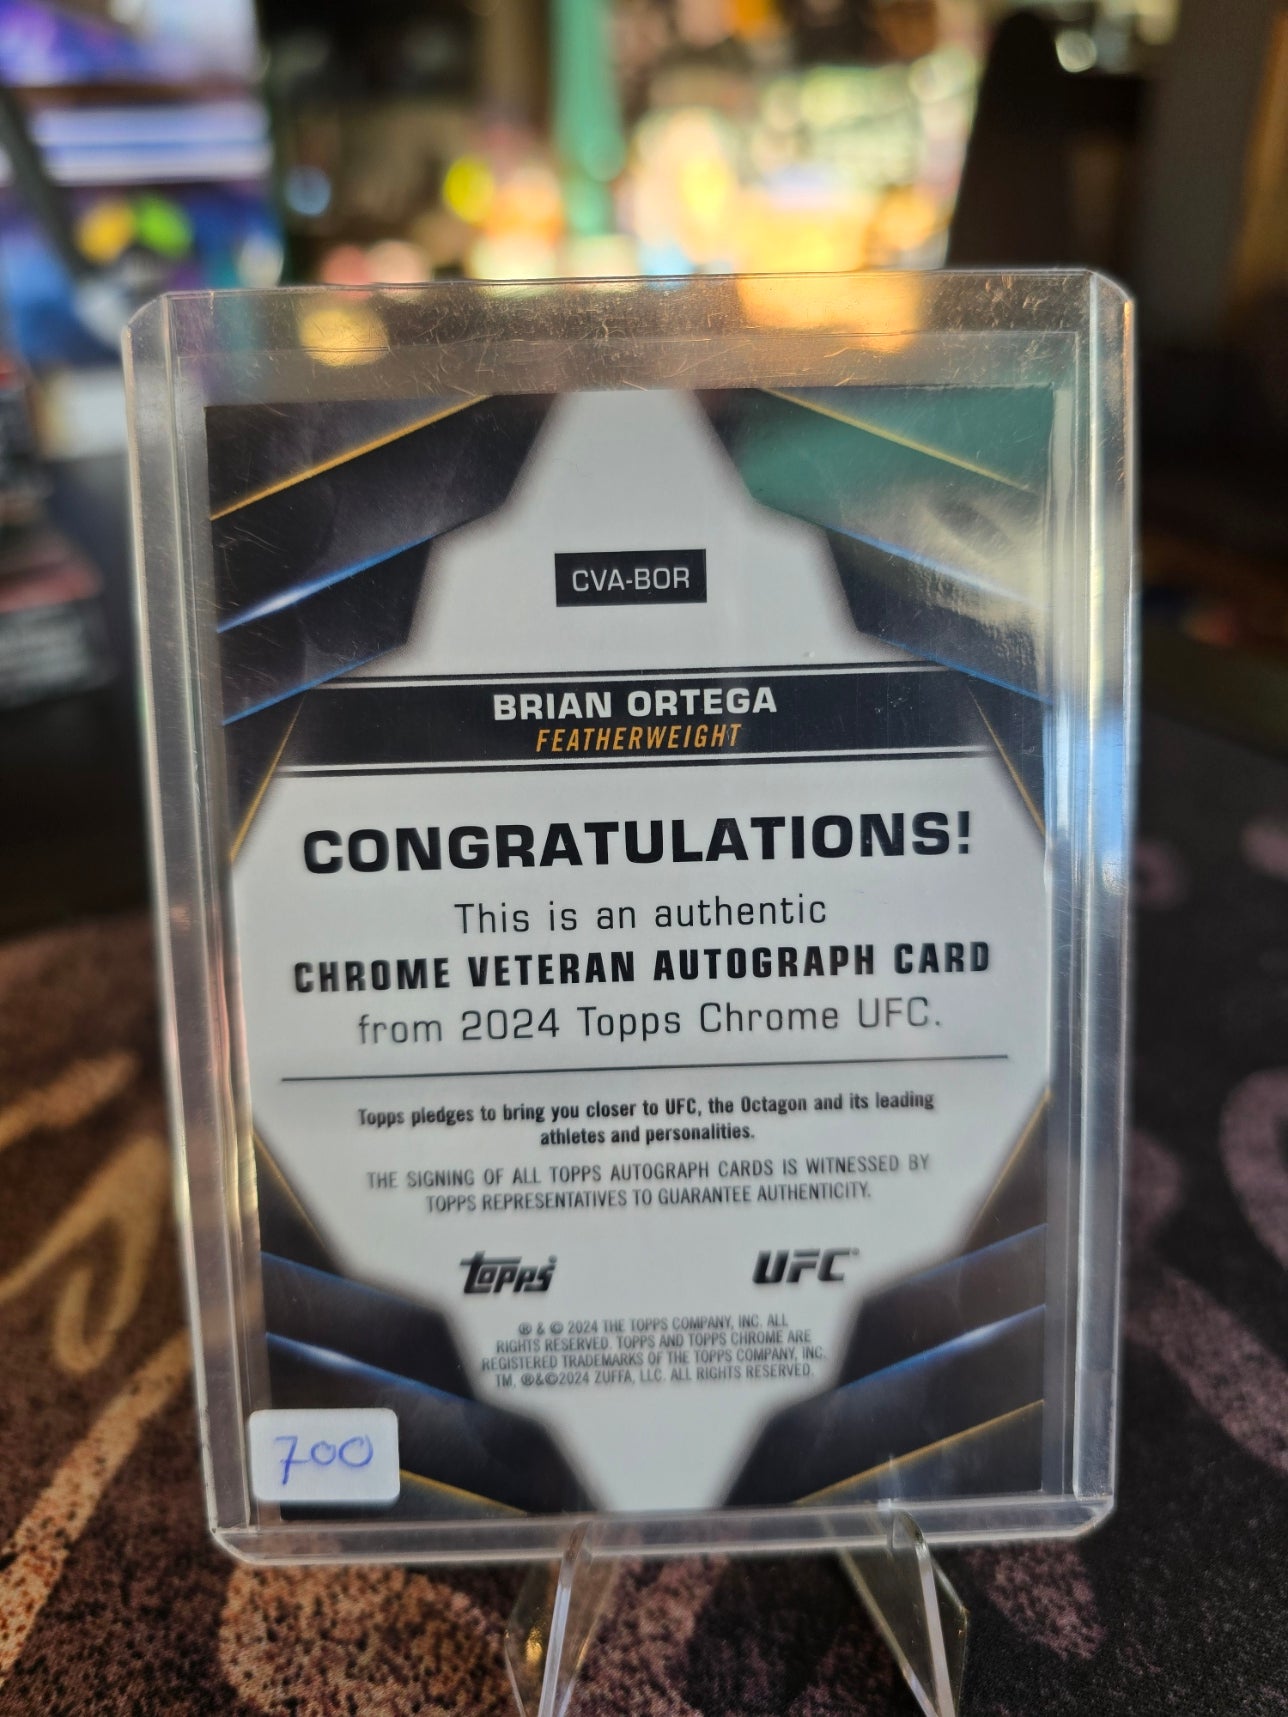 CVA-BOR
BRIAN ORTEGA
FEATHERWEIGHT
CONGRATULATIONS!
This is an authentic
CHROME VETERAN AUTOGRAPH CARD
from 2024 Topps Chrome UFC.
Topps pledges to bring you closer to UFC, the Octagon and its leading
athletes and personalities.
THE SIGNING OF ALL TOPPS AUTOGRAPH CARDS IS WITNESSED BY
TOPPS REPRESENTATIVES TO GUARANTEE AUTHENTICITY.
Topps UFC
® & © 2024 THE TOPPS COMPANY, INC. ALL
RIGHTS RESERVED. TOPPS AND TOPPS CHROME ARE
REGISTERED TRADEMARKS OF THE TOPPS COMPANY, INC.
TM, ®&©2024 ZUFFA, LLC. ALL RIGHTS RESERVED.
700